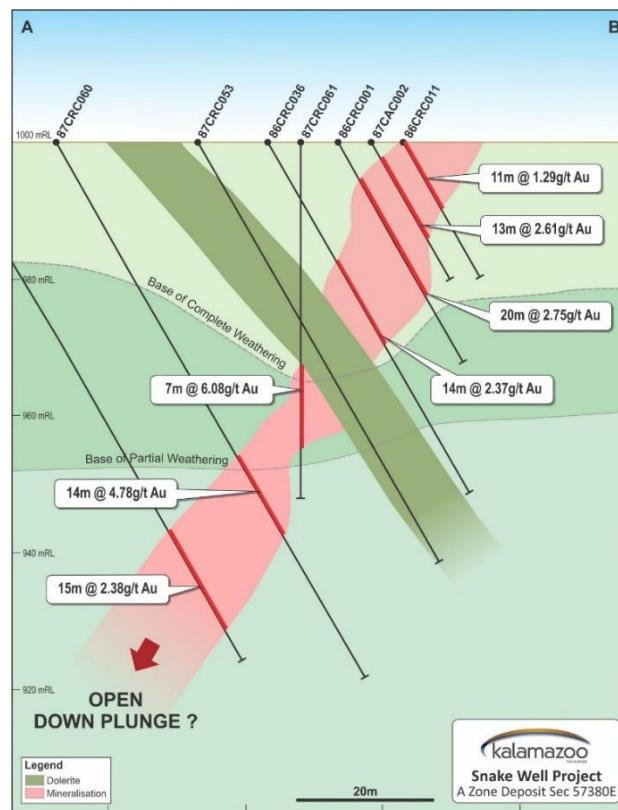 A
B
87CRC060
87CRC053
86CRC036
87CRC061
86CRC001
87CAC002
86CRC011
1000 mRL
11m @ 1.29g/t Au
13m @ 2.61g/t Au
980 mRL
Base of Complete Weathering
20m @ 2.75g/t Au
7m @ 6.08g/t Au
14m @ 2.37g/t Au
960 mRL
Base of Partial Weathering
14m @ 4.78g/t Au
940 mRL
15m @ 2.38g/t Au
920 mRL
OPEN
DOWN PLUNGE ?
Legend
Dolerite
Mineralisation
20m
kalamazoo
Snake Well Project
A Zone Deposit Sec 57380E